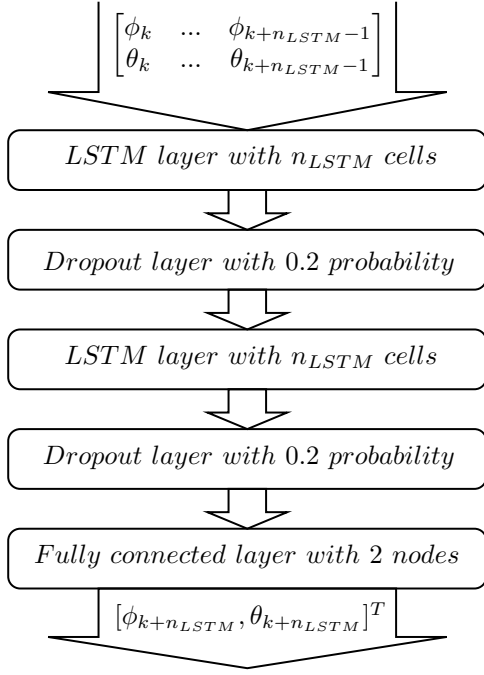 [ϕ_k ... ϕ_{k+n_{LSTM}−1}]
[θ_k ... θ_{k+n_{LSTM}−1}]
LSTM layer with n_{LSTM} cells
Dropout layer with 0.2 probability
LSTM layer with n_{LSTM} cells
Dropout layer with 0.2 probability
Fully connected layer with 2 nodes
[ϕ_{k+n_{LSTM}}, θ_{k+n_{LSTM}}]^T